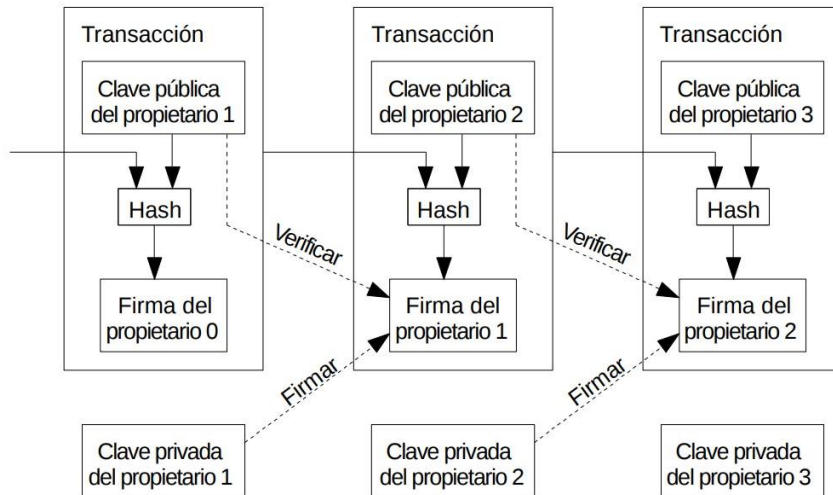 Transacción
Clave pública
del propietario 1
Hash
Firma del
propietario 0
Transacción
Clave pública
del propietario 2
Hash
Verificar
Firma del
propietario 1
Firmar
Transacción
Clave pública
del propietario 3
Hash
Verificar
Firma del
propietario 2
Firmar
Clave privada
del propietario 1
Clave privada
del propietario 2
Clave privada
del propietario 3